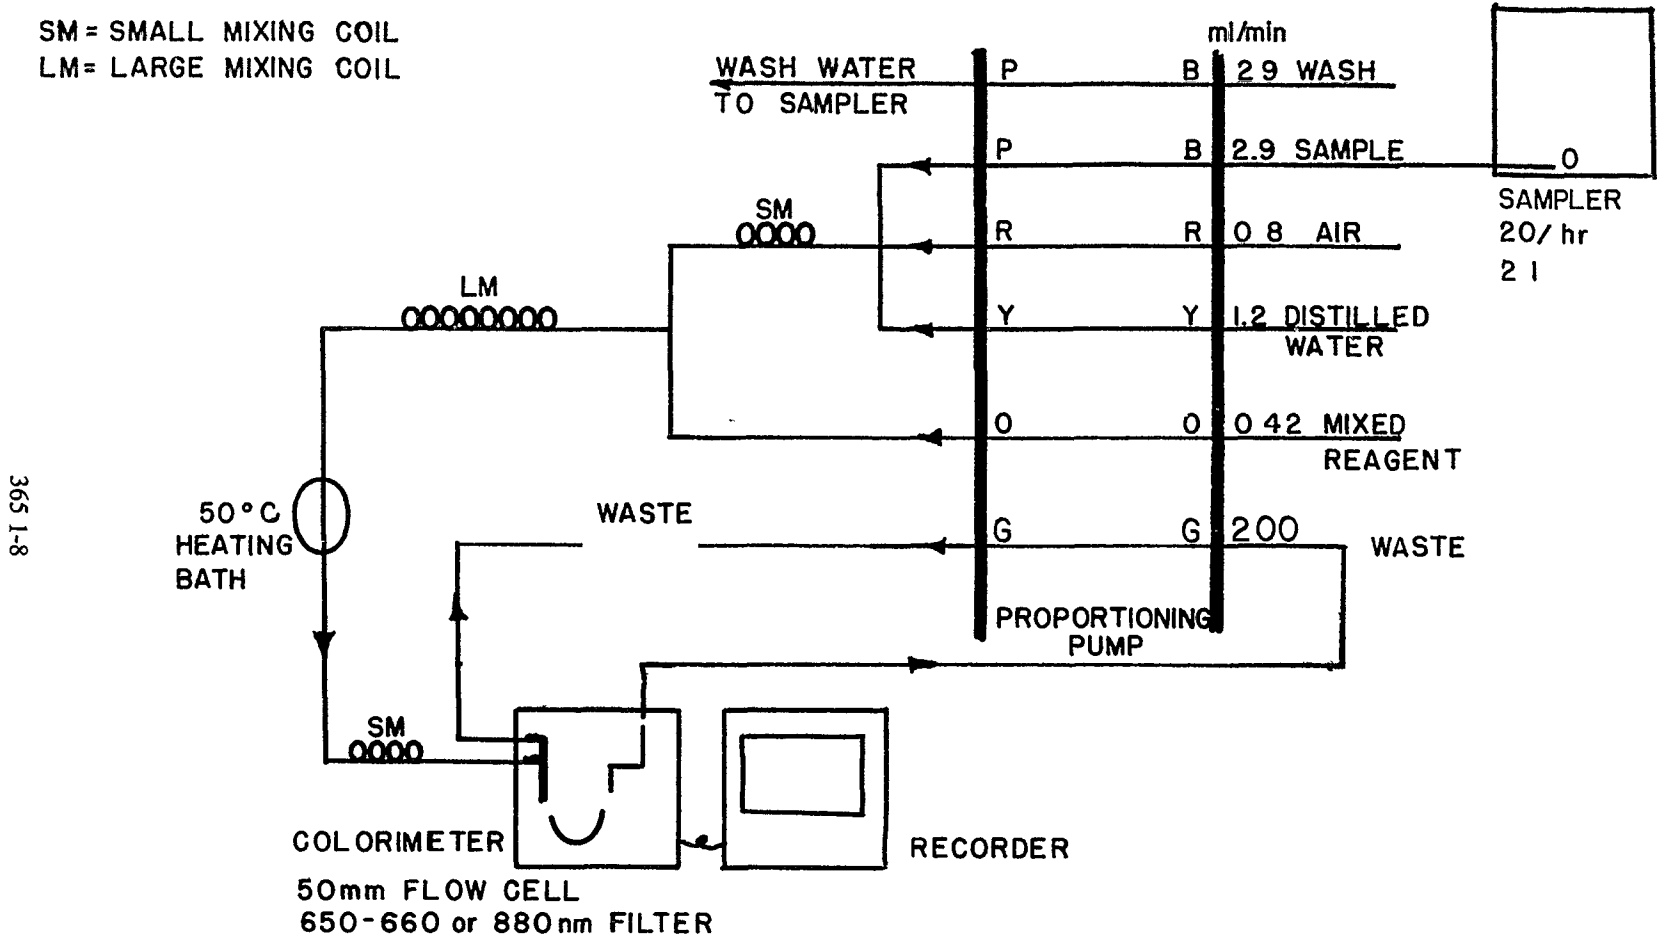 SM = SMALL MIXING COIL
LM= LARGE MIXING COIL
ml/min
WASH WATER
TO SAMPLER
P B 2 9 WASH
P B 2.9 SAMPLE
O
SAMPLER
20/hr
2 1
SM
R R 0 8 AIR
LM
Y Y 1.2 DISTILLED
WATER
O O 0 42 MIXED
REAGENT
50°C
HEATING
BATH
WASTE
G G 2 00
WASTE
PROPORTIONING
PUMP
SM
COLORIMETER
RECORDER
50mm FLOW CELL
650-660 or 880nm FILTER
365 1-8